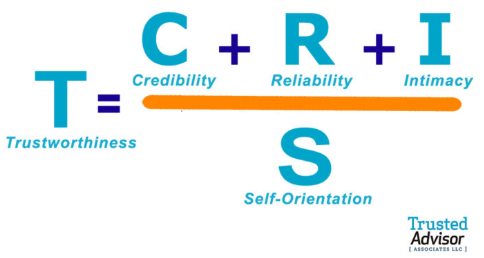 C + R + I
Credibility Reliability Intimacy
T =
Trustworthiness
S
Self-Orientation
Trusted
Advisor
[ ASSOCIATES LLC ]